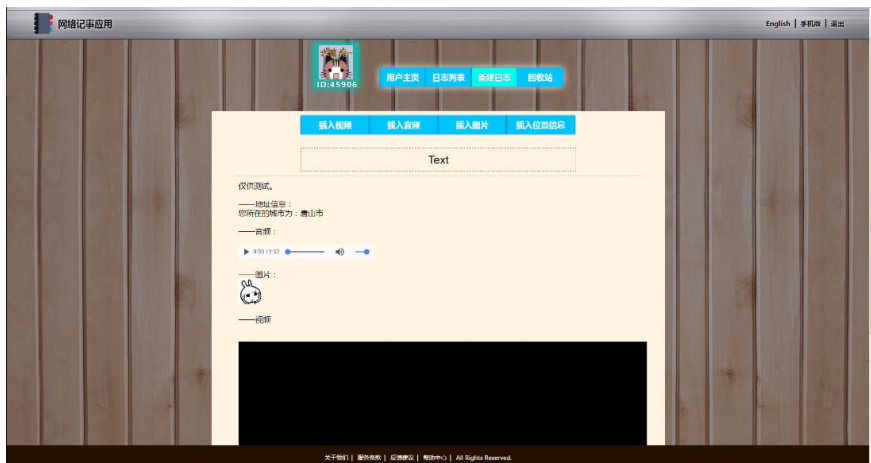 网络记事应用
English | 手机版 | 退出
ID:45906
用户主页 日志列表 新建日志 回收站
插入视频 插入音频 插入图片 插入位置信息
Text
仅供测试。
——地址信息：
您所在的城市为：唐山市
——音频：
0:00 / 1:32
——图片：
——视频
关于我们 | 服务条款 | 反馈建议 | 帮助中心 | All Rights Reserved.